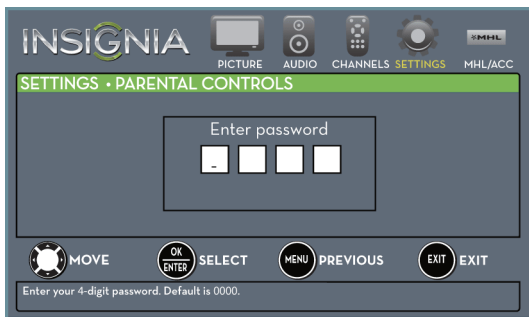 INSIGNIA
PICTURE AUDIO CHANNELS SETTINGS MHL/ACC
MHL
SETTINGS • PARENTAL CONTROLS
Enter password
_
MOVE OK ENTER SELECT MENU PREVIOUS EXIT EXIT
Enter your 4-digit password. Default is 0000.